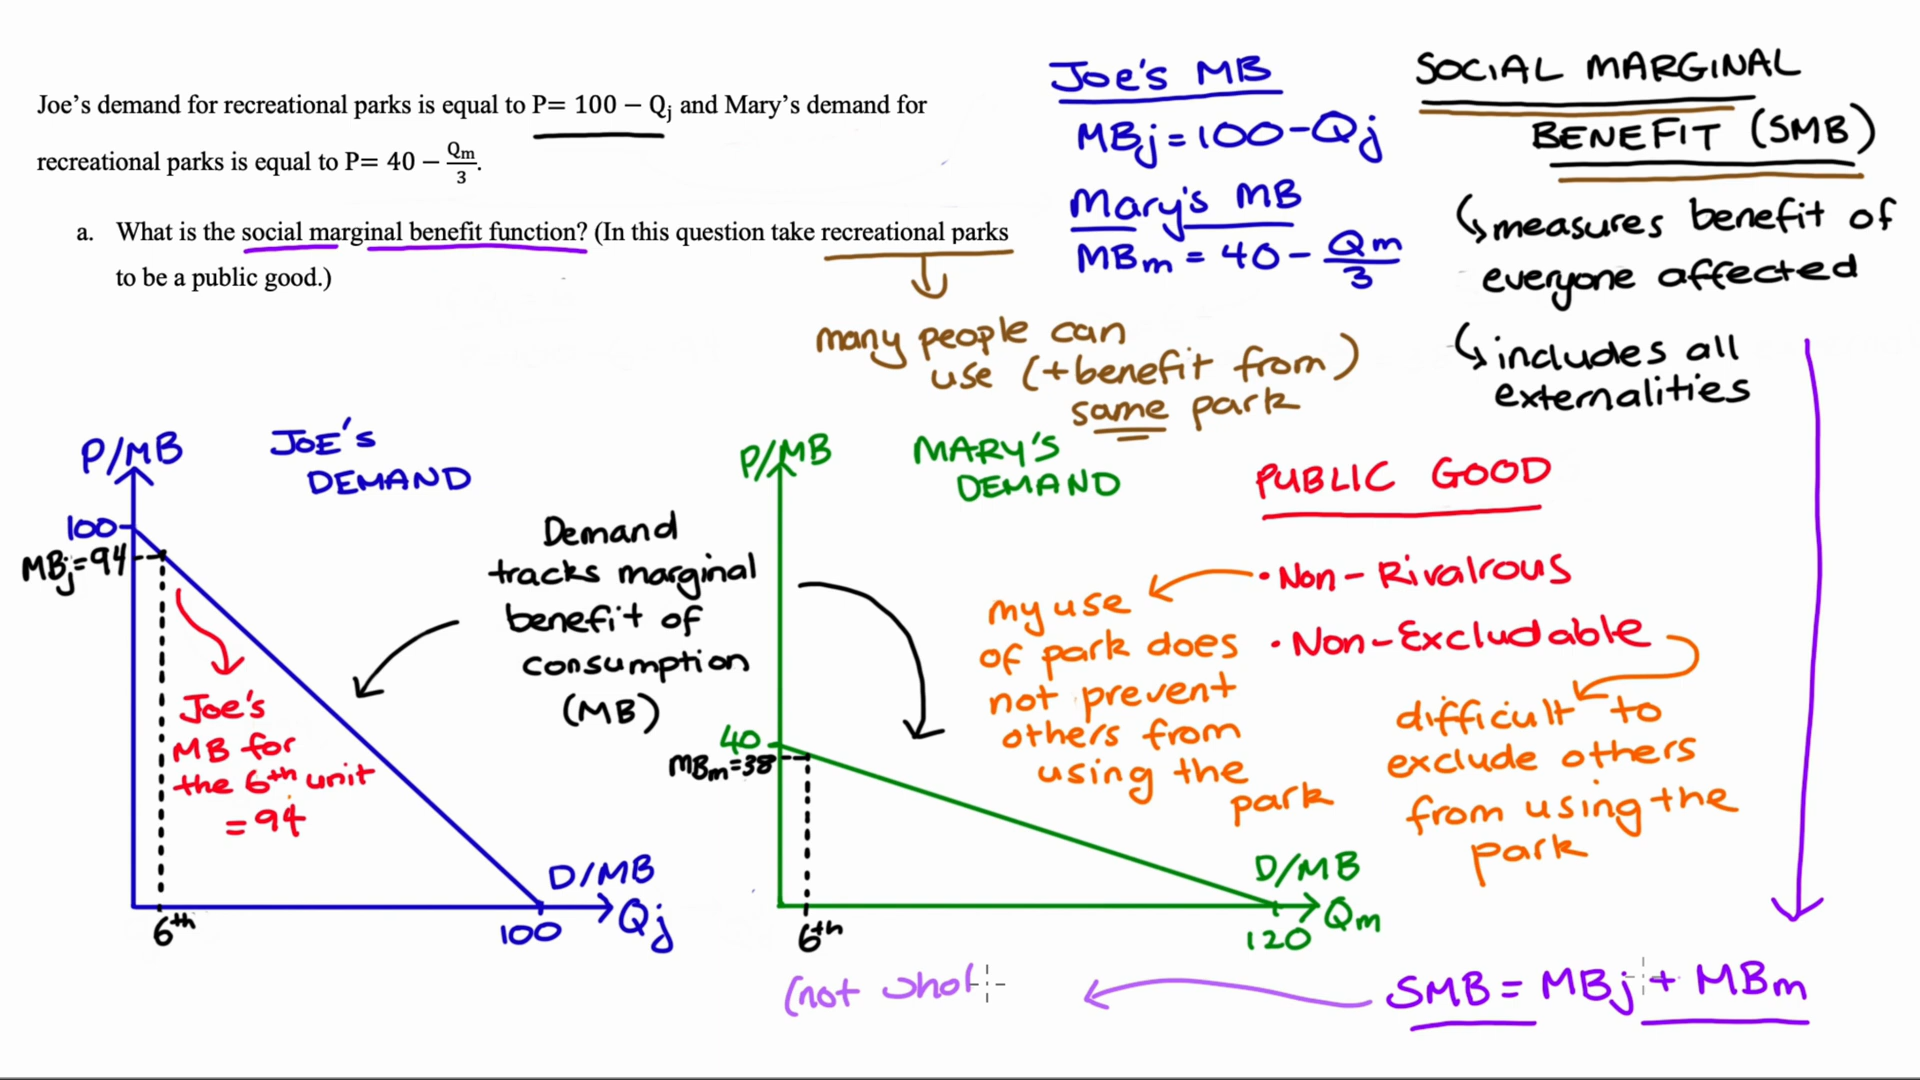 Joe's demand for recreational parks is equal to P= 100 – Qj and Mary's demand for
recreational parks is equal to P= 40 – Qm/3.
a. What is the social marginal benefit function? (In this question take recreational parks
to be a public good.)
Joe's MB
MBj = 100-Qj
Mary's MB
MBm = 40 - Qm/3
SOCIAL MARGINAL
BENEFIT (SMB)
measures benefit of
everyone affected
includes all
externalities
many people can
use (+benefit from)
same park
P/MB
JOE'S
DEMAND
100
MBj=94
Joe's
MB for
the 6th unit
= 94
6th
100
D/MB
Qj
Demand
tracks marginal
benefit of
consumption
(MB)
P/MB
MARY'S
DEMAND
40
MBm=38
6th
120
D/MB
Qm
PUBLIC GOOD
• Non-Rivalrous
• Non-Excludable
my use
of park does
not prevent
others from
using the
park
difficult to
exclude others
from using the
park
(not
SMB = MBj + MBm